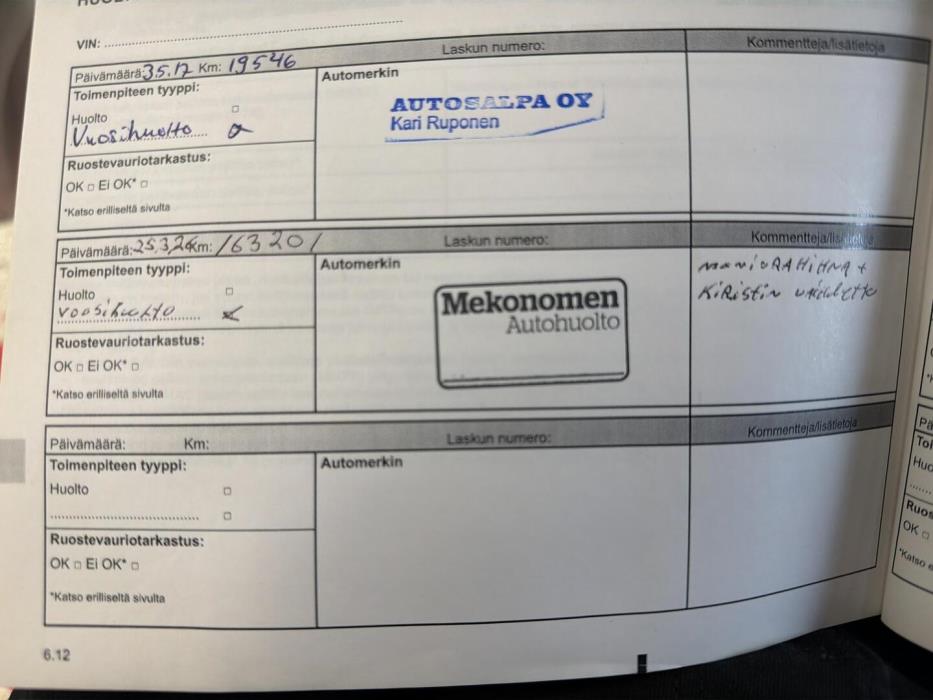 VIN:
Laskun numero:
Kommentteja/lisätietoja
Päivämäärä: 3.5.17 Km: 19546
Toimenpiteen tyyppi:
Automerkin
Huolto
Vuosihuolto
AUTOSALPA OY
Kari Ruponen
Ruostevauriotarkastus:
OK □ Ei OK* □
*Katso erilliseltä sivulta
Päivämäärä: 25.3.24 Km: 163201
Laskun numero:
Kommentteja/lisätietoja
Toimenpiteen tyyppi:
Automerkin
Huolto
Vuosihuolto
Mekonomen
Autohuolto
MoniuRAHiHNA +
KiRiStin
Ruostevauriotarkastus:
OK □ Ei OK* □
*Katso erilliseltä sivulta
Päivämäärä: Km:
Laskun numero:
Kommentteja/lisätietoja
Toimenpiteen tyyppi:
Automerkin
Huolto
Ruostevauriotarkastus:
OK □ Ei OK* □
*Katso erilliseltä sivulta
6.12